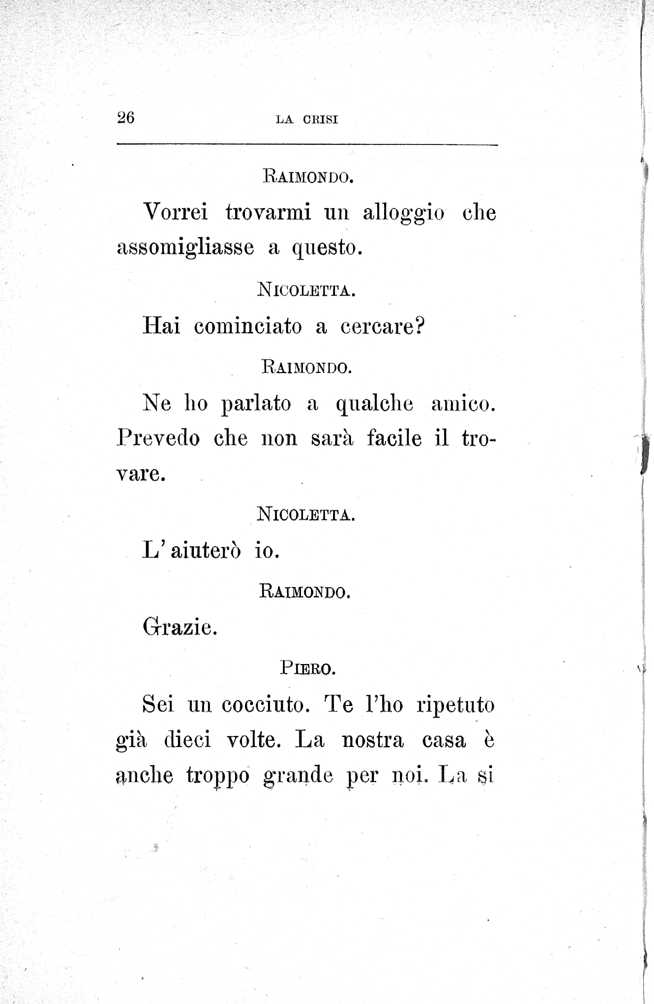 26 LA CRISI
RAIMONDO.
Vorrei trovarmi un alloggio che
assomigliasse a questo.
NICOLETTA.
Hai cominciato a cercare?
RAIMONDO.
Ne ho parlato a qualche amico.
Prevedo che non sarà facile il tro-
vare.
NICOLETTA.
L' aiuterò io.
RAIMONDO.
Grazie.
PIERO.
Sei un cocciuto. Te l'ho ripetuto
già dieci volte. La nostra casa è
anche troppo grande per noi. La si